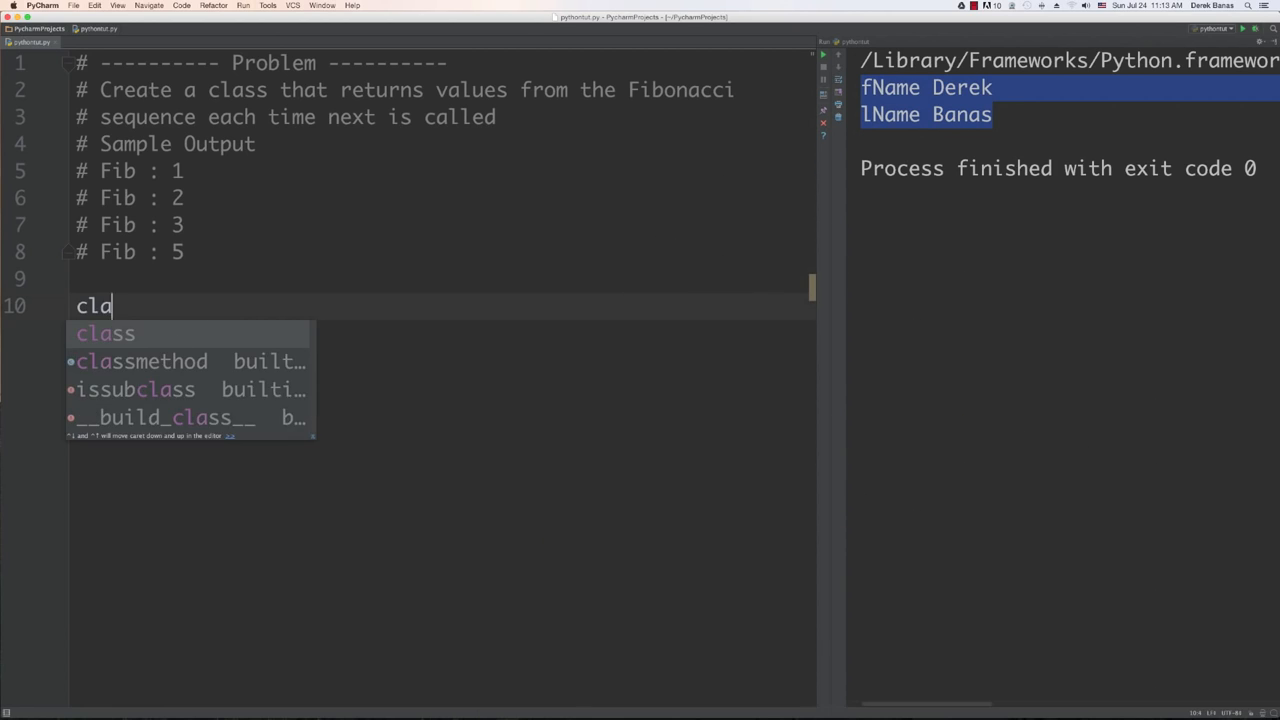 PyCharm File Edit View Navigate Code Refactor Run Tools VCS Window Help 10 Sun Jul 24 11:13 AM Derek Banas
pythontut.py - PycharmProjects - [~/PycharmProjects]
PycharmProjects pythontut.py pythontut
pythontut.py
Run: pythontut
1 # ---------- Problem ----------
2 # Create a class that returns values from the Fibonacci
3 # sequence each time next is called
4 # Sample Output
5 # Fib : 1
6 # Fib : 2
7 # Fib : 3
8 # Fib : 5
9
10 cla
class
classmethod built…
issubclass builti…
__build_class__ b…
^↓ and ^↑ will move caret down and up in the editor >>
/Library/Frameworks/Python.framewor
fName Derek
lName Banas
Process finished with exit code 0
10:4 LF≑ UTF-8≑